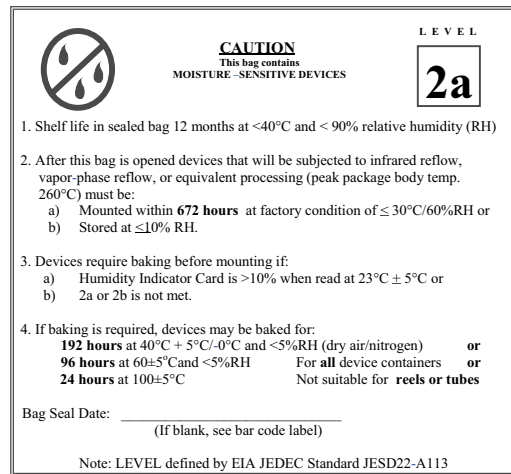 LEVEL
CAUTION
This bag contains
MOISTURE –SENSITIVE DEVICES
2a
1. Shelf life in sealed bag 12 months at <40°C and < 90% relative humidity (RH)
2. After this bag is opened devices that will be subjected to infrared reflow,
vapor-phase reflow, or equivalent processing (peak package body temp.
260°C) must be:
a) Mounted within 672 hours at factory condition of ≤ 30°C/60%RH or
b) Stored at ≤10% RH.
3. Devices require baking before mounting if:
a) Humidity Indicator Card is >10% when read at 23°C ± 5°C or
b) 2a or 2b is not met.
4. If baking is required, devices may be baked for:
192 hours at 40°C + 5°C/-0°C and <5%RH (dry air/nitrogen) or
96 hours at 60±5°Cand <5%RH For all device containers or
24 hours at 100±5°C Not suitable for reels or tubes
Bag Seal Date: ______________________________
(If blank, see bar code label)
Note: LEVEL defined by EIA JEDEC Standard JESD22-A113